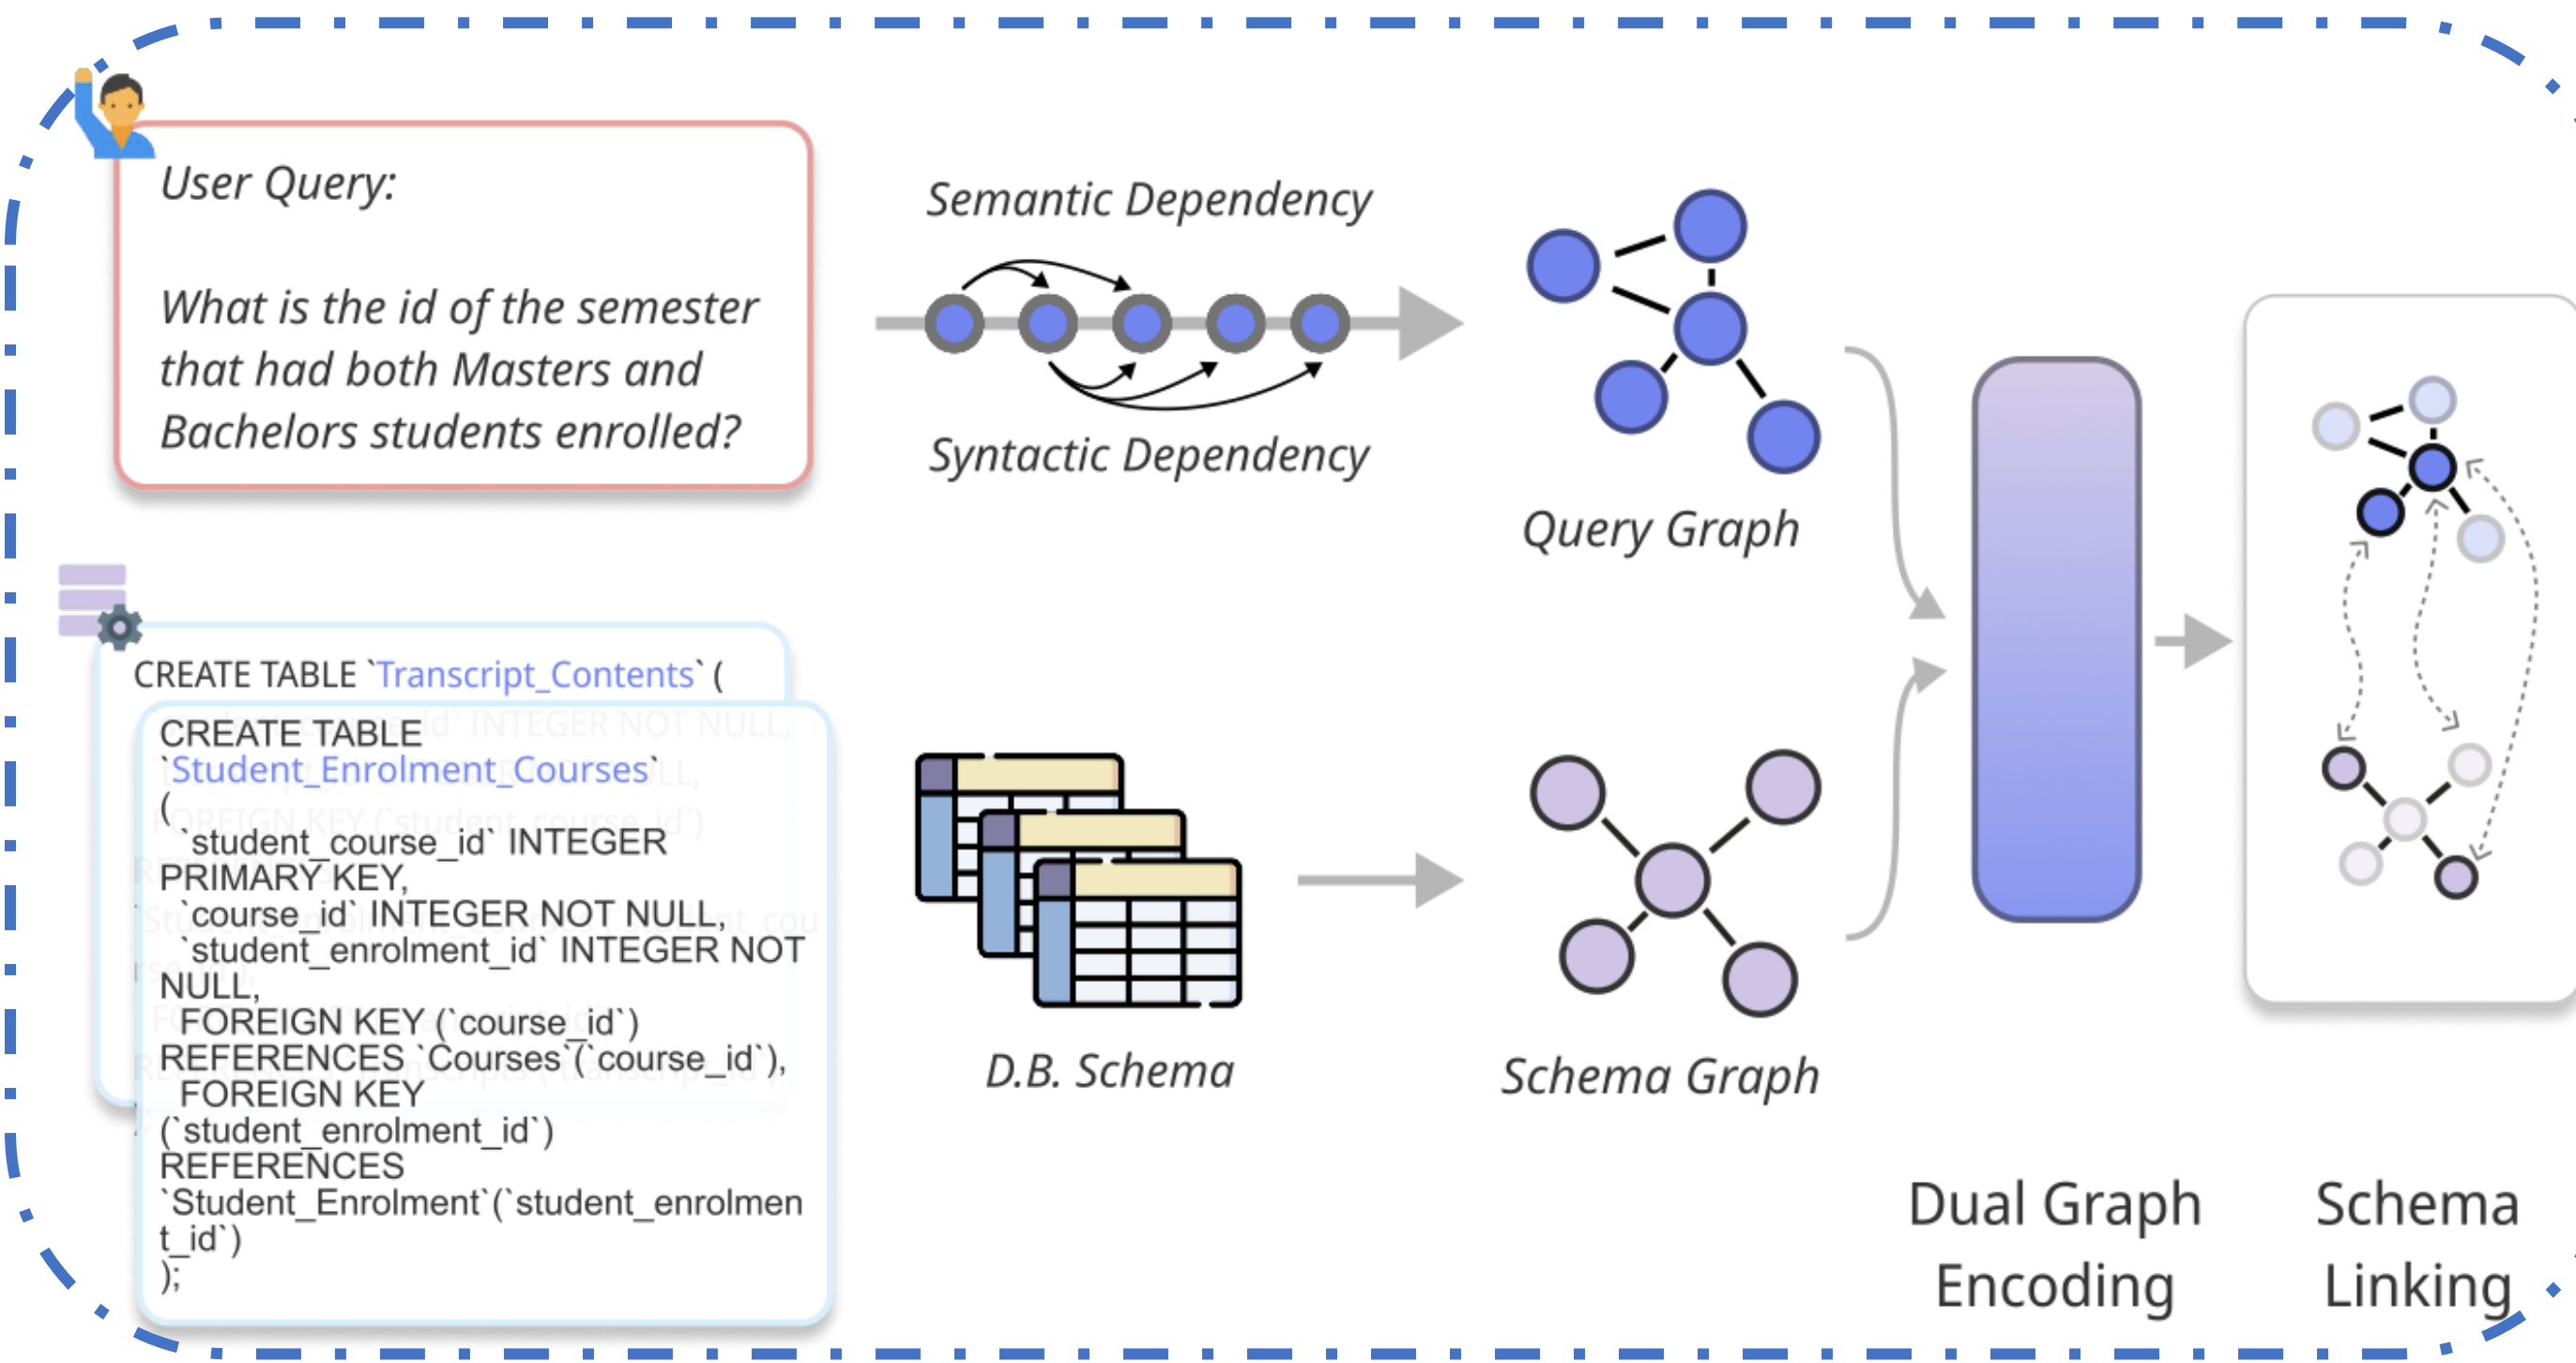 User Query:
What is the id of the semester
that had both Masters and
Bachelors students enrolled?
Semantic Dependency
Syntactic Dependency
Query Graph
CREATE TABLE `Transcript_Contents` (
CREATE TABLE
`Student_Enrolment_Courses`
(
`student_course_id` INTEGER
PRIMARY KEY,
`course_id` INTEGER NOT NULL,
`student_enrolment_id` INTEGER NOT
NULL,
FOREIGN KEY (`course_id`)
REFERENCES `Courses`(`course_id`),
FOREIGN KEY
(`student_enrolment_id`)
REFERENCES
`Student_Enrolment`(`student_enrolmen
t_id`)
);
D.B. Schema
Schema Graph
Dual Graph
Encoding
Schema
Linking